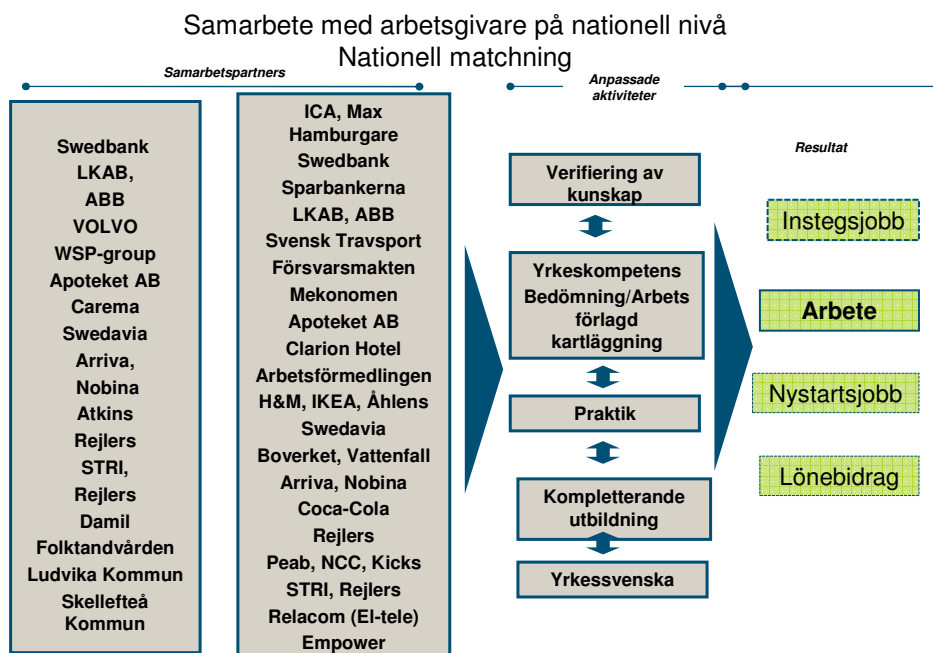 Samarbete med arbetsgivare på nationell nivå
Nationell matchning
Samarbetspartners
Swedbank
LKAB,
ABB
VOLVO
WSP-group
Apoteket AB
Carema
Swedavia
Arriva,
Nobina
Atkins
Rejlers
STRI,
Rejlers
Damil
Folktandvården
Ludvika Kommun
Skellefteå
Kommun
ICA, Max
Hamburgare
Swedbank
Sparbankerna
LKAB, ABB
Svensk Travsport
Försvarsmakten
Mekonomen
Apoteket AB
Clarion Hotel
Arbetsförmedlingen
H&M, IKEA, Åhlens
Swedavia
Boverket, Vattenfall
Arriva, Nobina
Coca-Cola
Rejlers
Peab, NCC, Kicks
STRI, Rejlers
Relacom (El-tele)
Empower
Anpassade
aktiviteter
Verifiering av
kunskap
Yrkeskompetens
Bedömning/Arbets
förlagd
kartläggning
Praktik
Kompletterande
utbildning
Yrkessvenska
Resultat
Instegsjobb
Arbete
Nystartsjobb
Lönebidrag